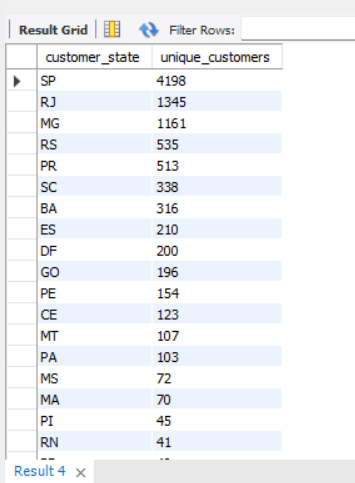 Result Grid Filter Rows:
customer_state unique_customers
SP 4198
RJ 1345
MG 1161
RS 535
PR 513
SC 338
BA 316
ES 210
DF 200
GO 196
PE 154
CE 123
MT 107
PA 103
MS 72
MA 70
PI 45
RN 41
Result 4 ×